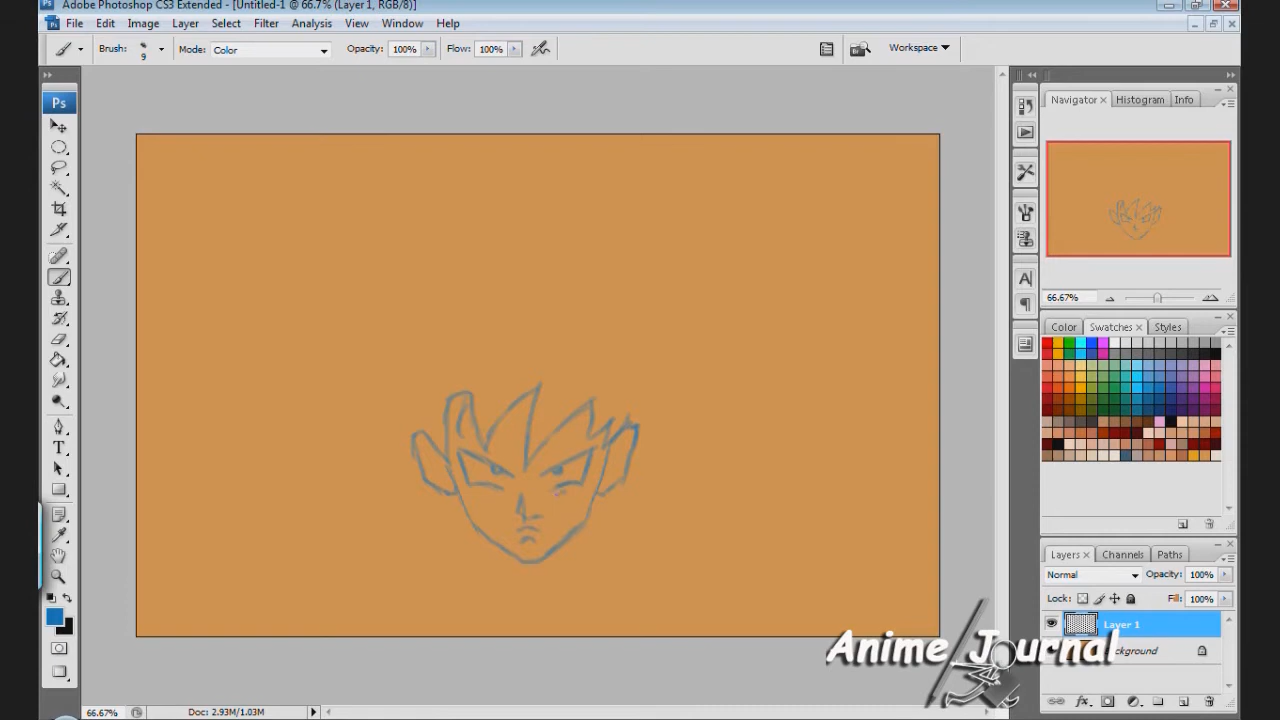 Adobe Photoshop CS3 Extended - [Untitled-1 @ 66.7% (Layer 1, RGB/8)]
File Edit Image Layer Select Filter Analysis View Window Help
Brush: 9 Mode: Color Opacity: 100% Flow: 100% Workspace
Ps
Navigator Histogram Info
66.67%
Color Swatches Styles
T
A
Layers Channels Paths
Normal Opacity: 100%
Lock: Fill: 100%
Layer 1
Anime Journal
66.67% Doc: 2.93M/1.03M
fx